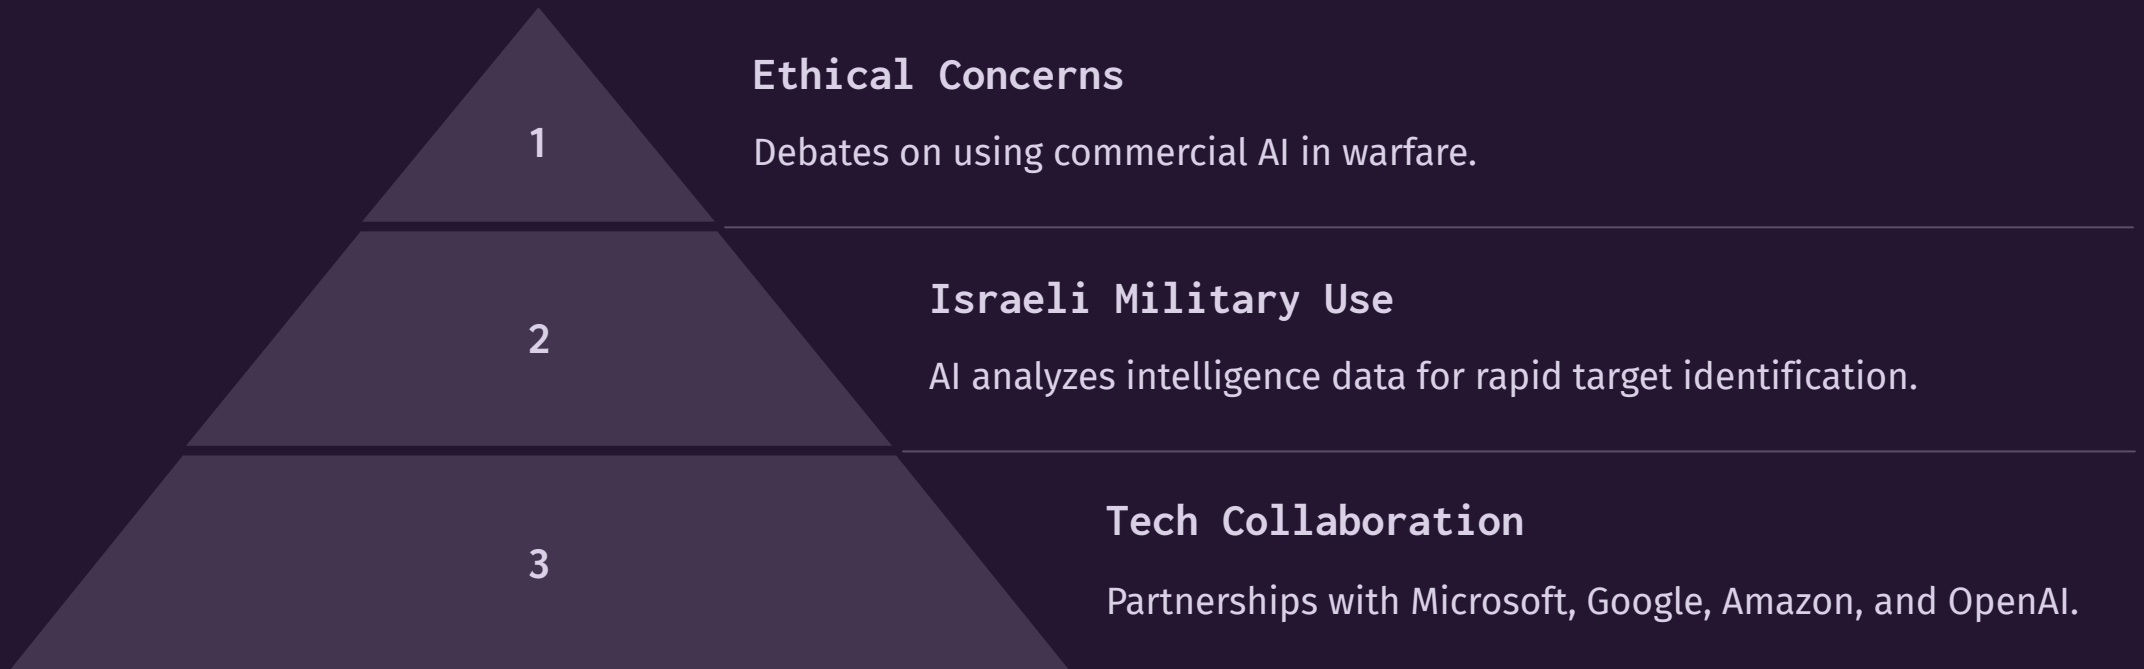 1
Ethical Concerns
Debates on using commercial AI in warfare.
2
Israeli Military Use
AI analyzes intelligence data for rapid target identification.
3
Tech Collaboration
Partnerships with Microsoft, Google, Amazon, and OpenAI.